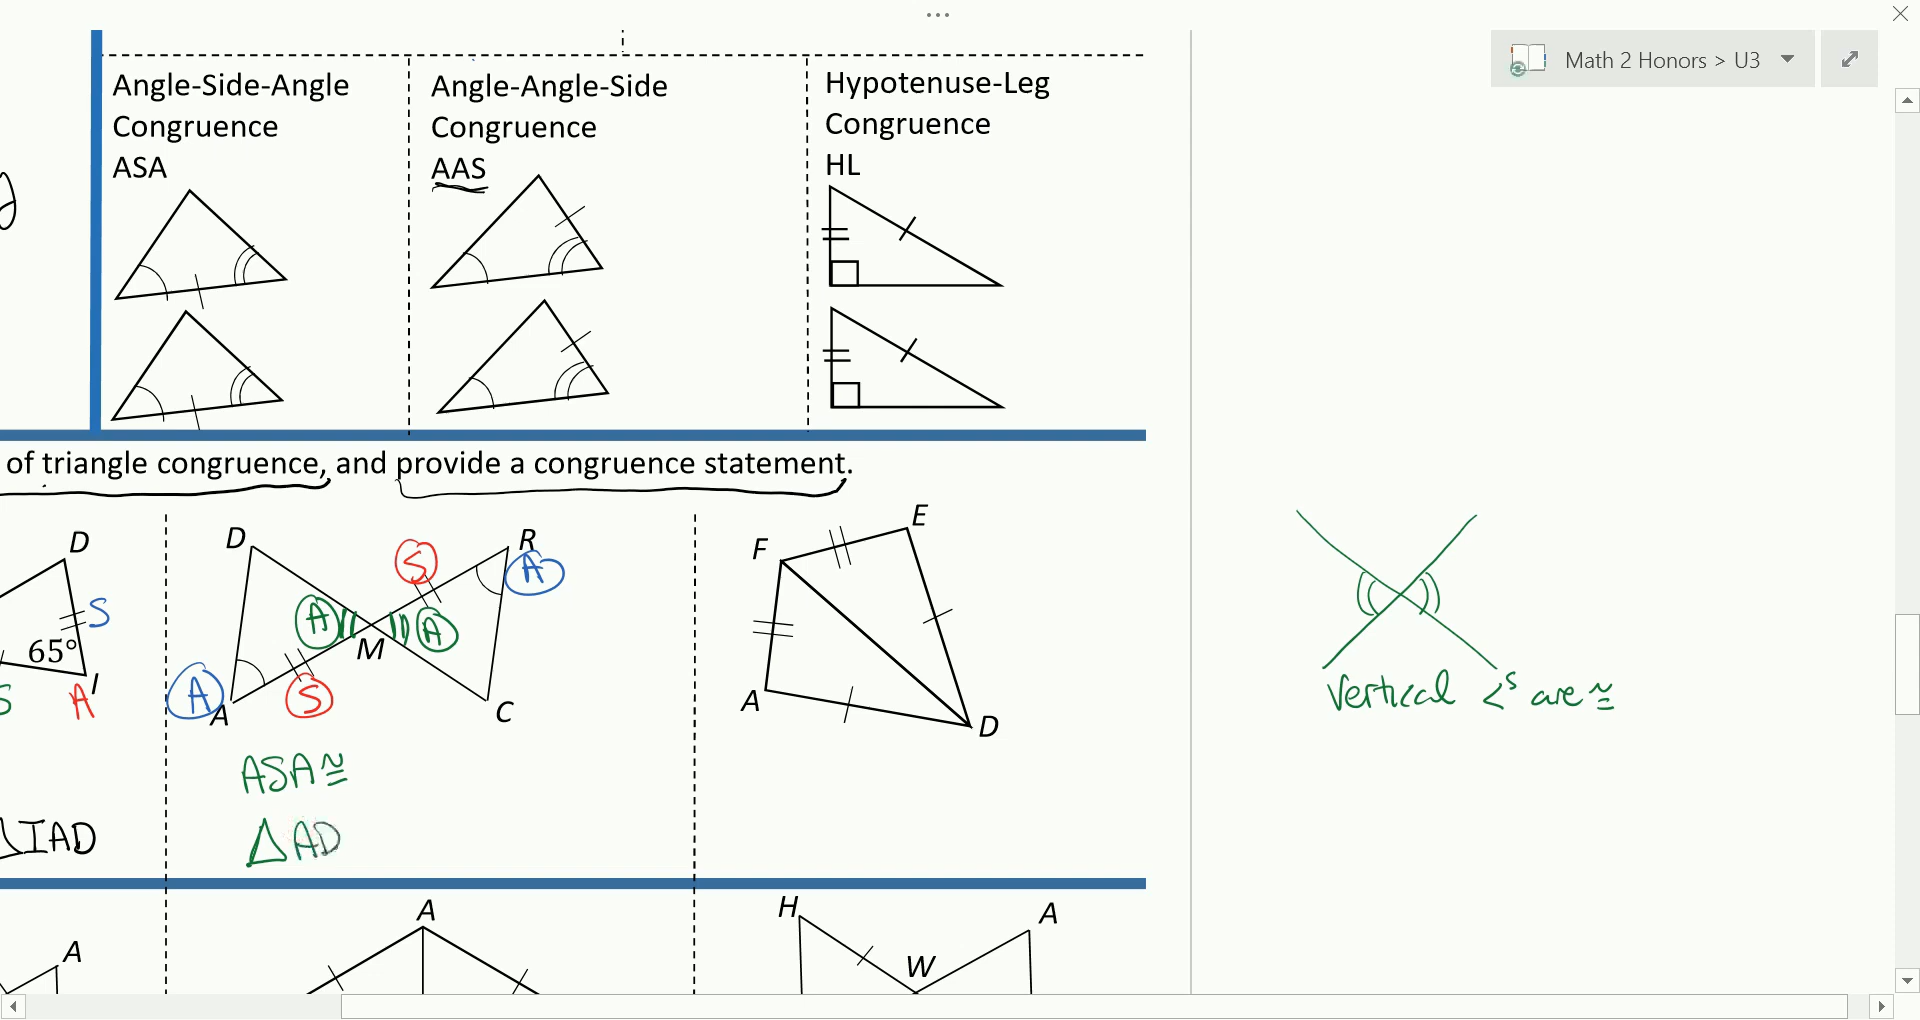 Math 2 Honors > U3
Angle-Side-Angle
Congruence
ASA
Angle-Angle-Side
Congruence
AAS
Hypotenuse-Leg
Congruence
HL
of triangle congruence, and provide a congruence statement.
D
S
65°
I
S
A
△IAD
D
R
S
A
A
A
M
A
S
A
C
ASA≅
△AD
E
F
A
D
Vertical ∠s are ≅
A
A
H
A
W